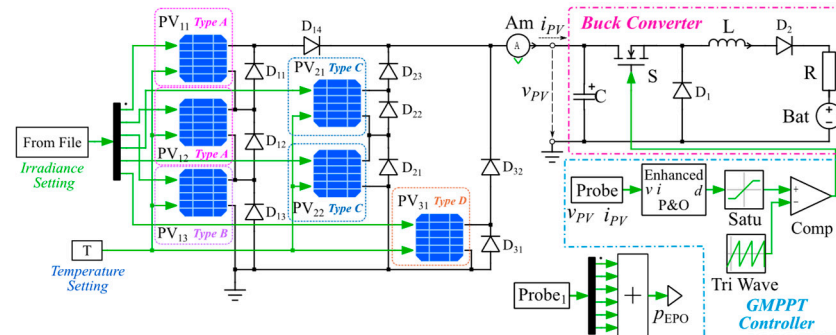 PV11 Type A
D14
Am
iPV
Buck Converter
L
D2
A
D11
PV21 Type C
D23
S
R
D22
vPV
C
D1
Bat
PV12 Type A
D12
From File
Irradiance
Setting
D21
D32
PV22 Type C
PV31 Type D
D13
PV13 Type B
T
Temperature
Setting
D31
Probe
vPV iPV
Enhanced
v i d
P&O
Satu
+
−
Comp
Tri Wave
Probe1
+
pEPO
GMPPT
Controller